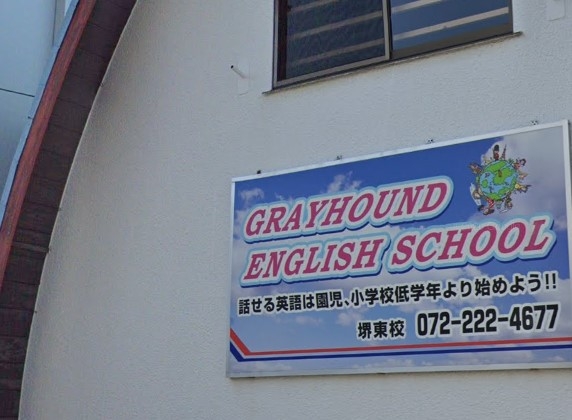 GRAYHOUND
ENGLISH SCHOOL
話せる英語は園児、小学校低学年より始めよう!!
堺東校 072-222-4677